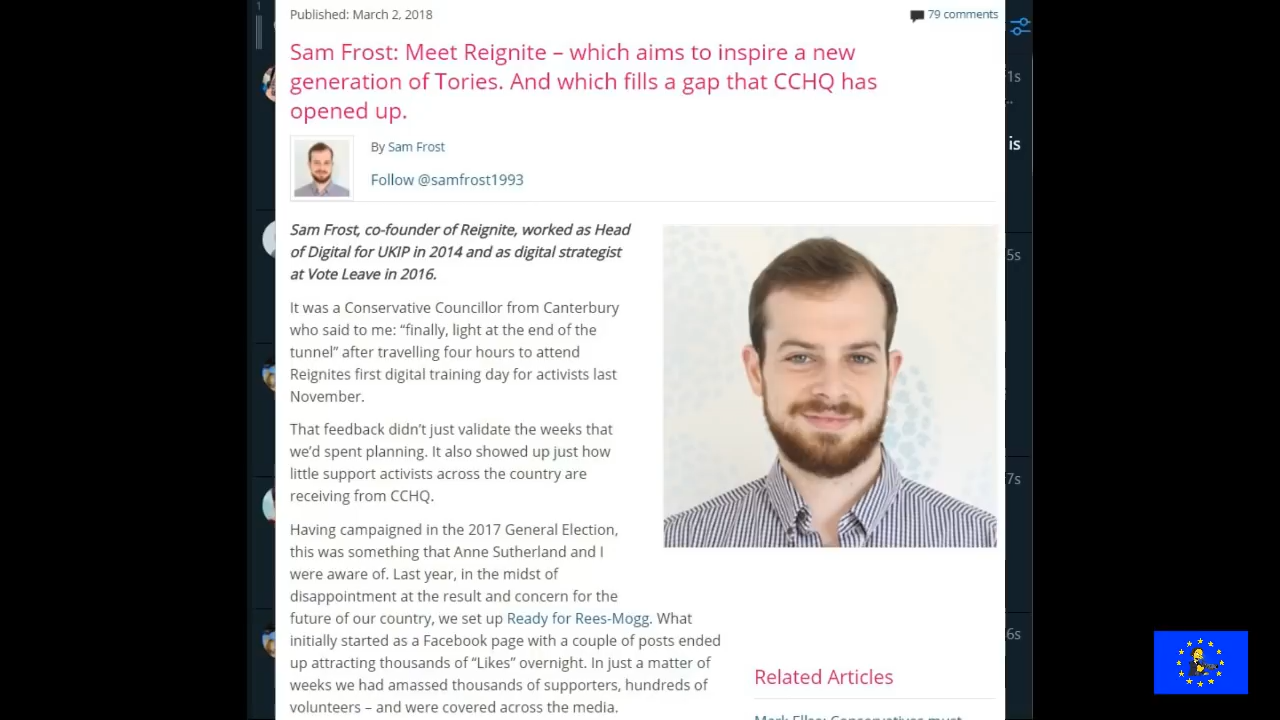 1
Published: March 2, 2018
79 comments
Sam Frost: Meet Reignite – which aims to inspire a new
generation of Tories. And which fills a gap that CCHQ has
opened up.
By Sam Frost
Follow @samfrost1993
1s
..
is
5s
7s
6s
Sam Frost, co-founder of Reignite, worked as Head
of Digital for UKIP in 2014 and as digital strategist
at Vote Leave in 2016.
It was a Conservative Councillor from Canterbury
who said to me: “finally, light at the end of the
tunnel” after travelling four hours to attend
Reignites first digital training day for activists last
November.
That feedback didn’t just validate the weeks that
we’d spent planning. It also showed up just how
little support activists across the country are
receiving from CCHQ.
Having campaigned in the 2017 General Election,
this was something that Anne Sutherland and I
were aware of. Last year, in the midst of
disappointment at the result and concern for the
future of our country, we set up Ready for Rees-Mogg. What
initially started as a Facebook page with a couple of posts ended
up attracting thousands of “Likes” overnight. In just a matter of
weeks we had amassed thousands of supporters, hundreds of
volunteers – and were covered across the media.
Related Articles
Mark Elles: Conservatives must